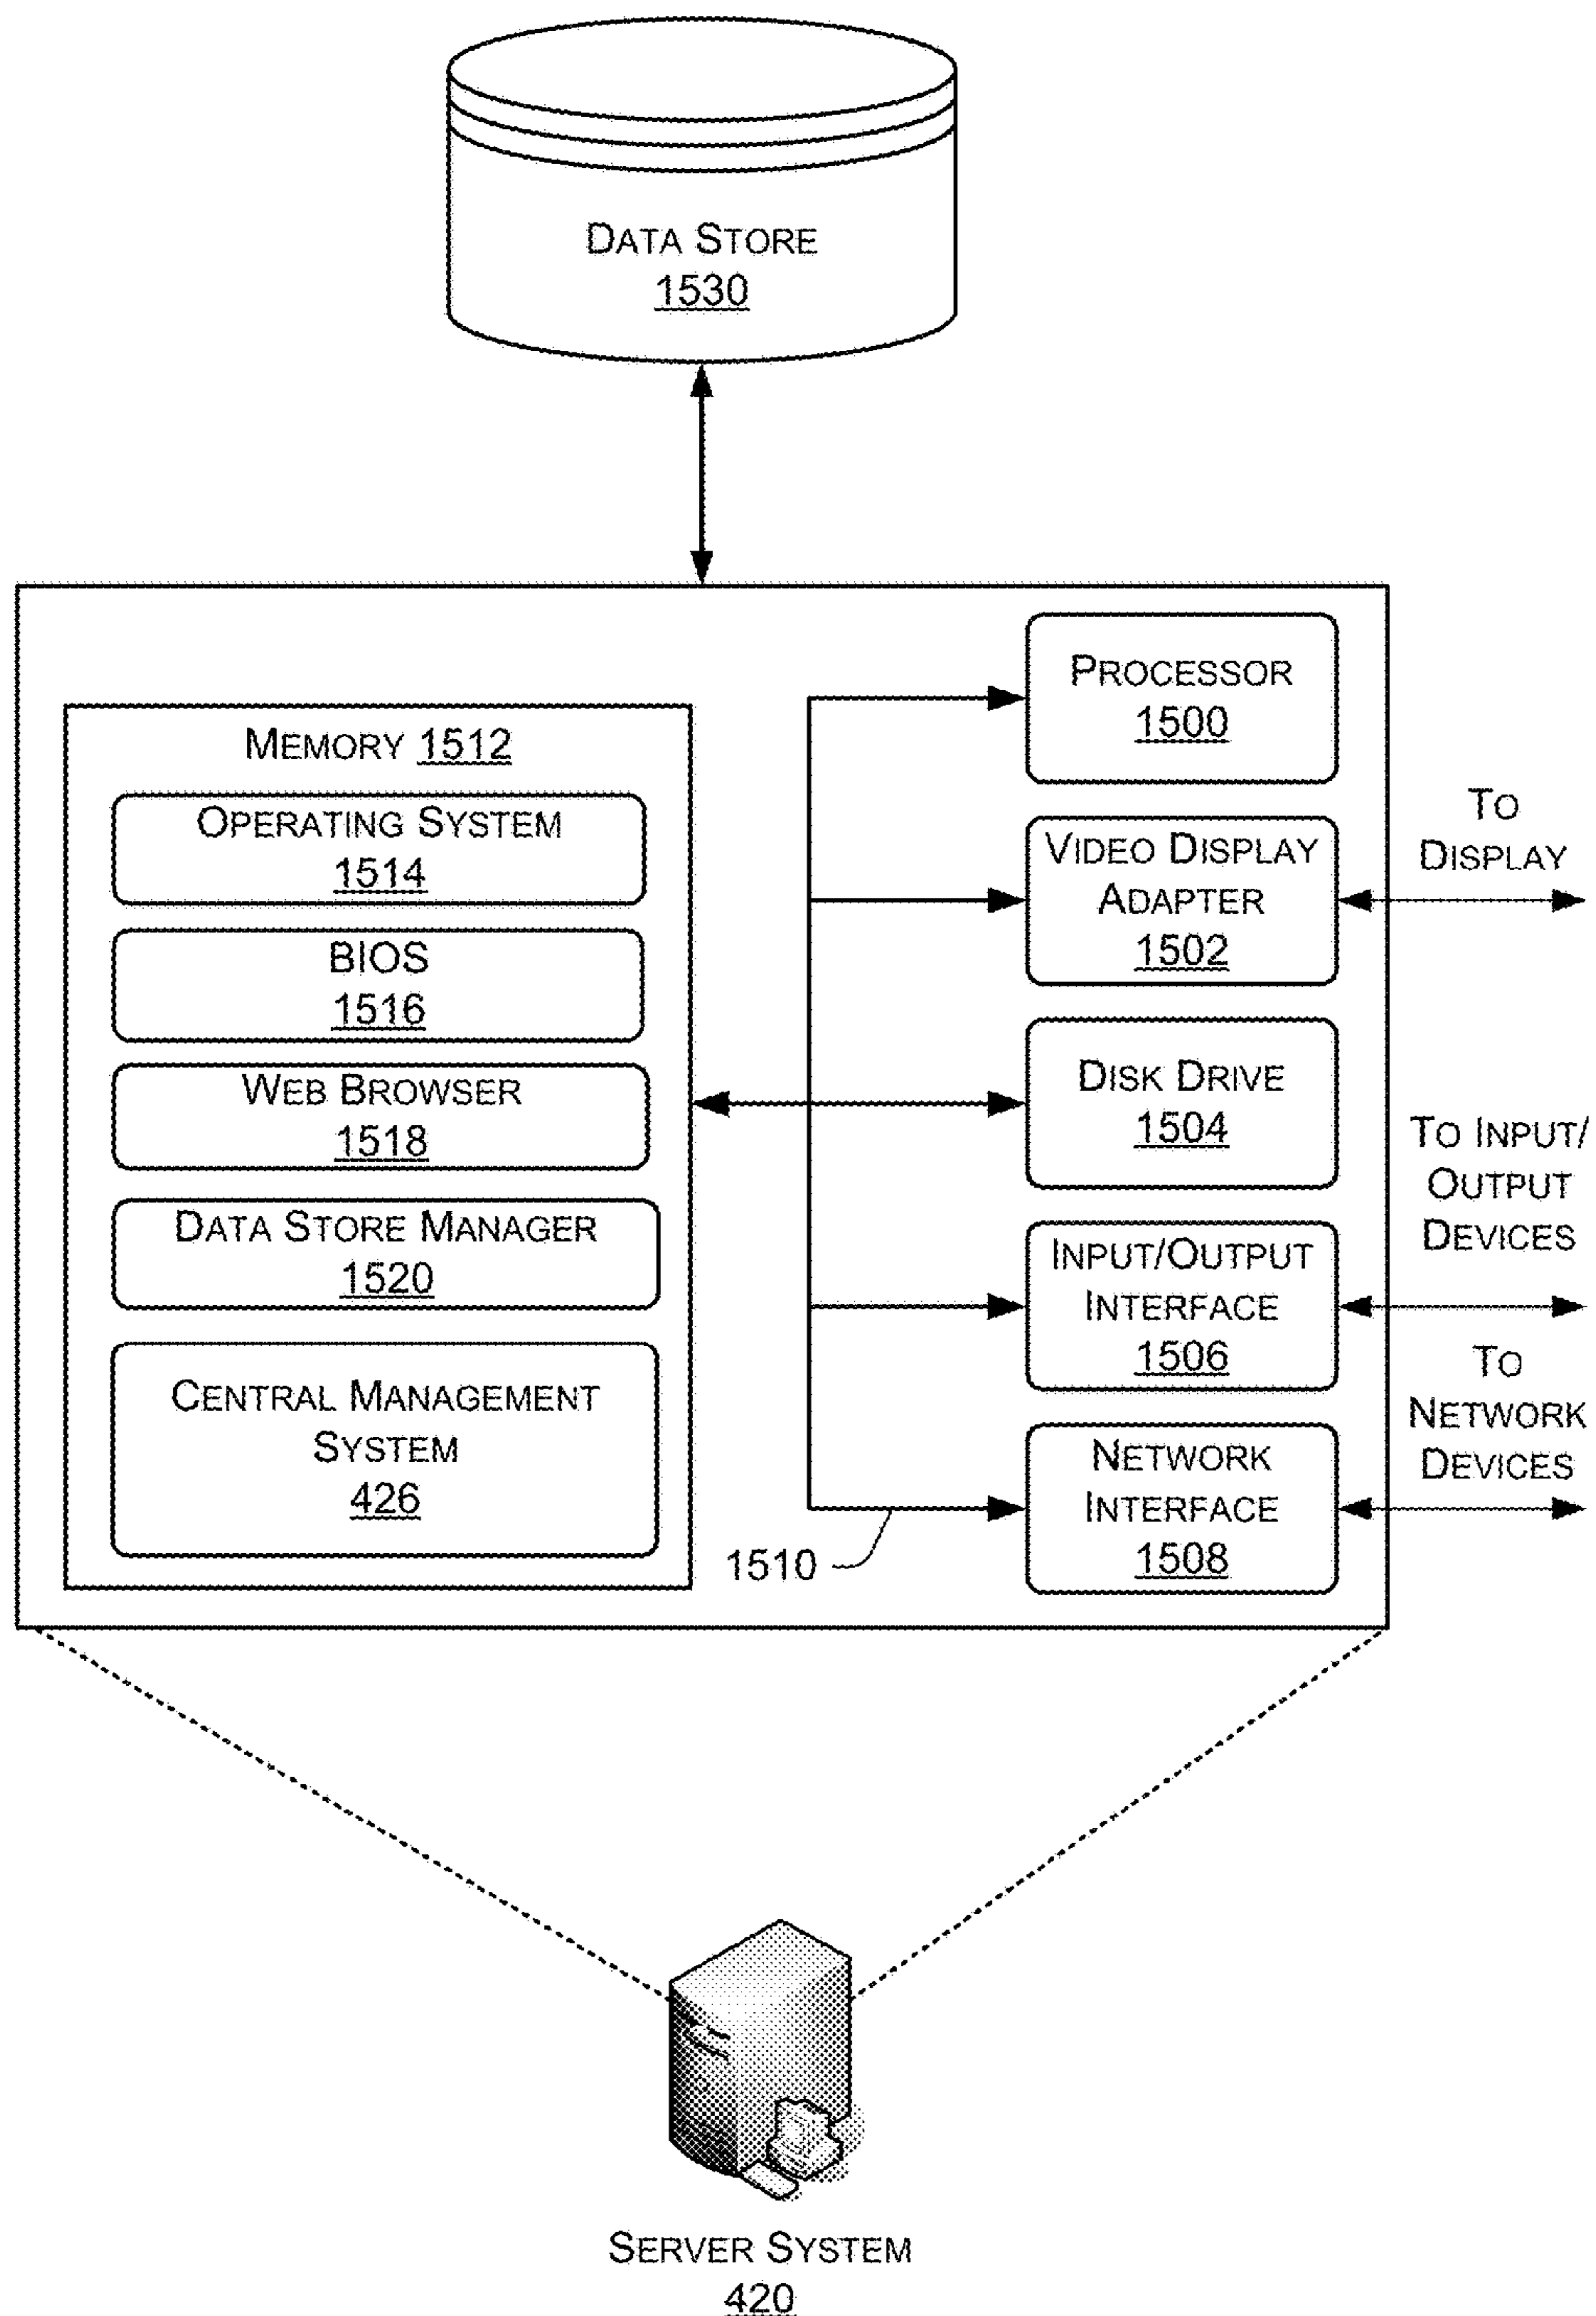 DATA STORE
1530
PROCESSOR
1500
MEMORY 1512
OPERATING SYSTEM
1514
BIOS
1516
WEB BROWSER
1518
DATA STORE MANAGER
1520
CENTRAL MANAGEMENT
SYSTEM
426
VIDEO DISPLAY
ADAPTER
1502
TO
DISPLAY
DISK DRIVE
1504
INPUT/OUTPUT
INTERFACE
1506
TO INPUT/
OUTPUT
DEVICES
NETWORK
INTERFACE
1508
TO
NETWORK
DEVICES
1510
SERVER SYSTEM
420